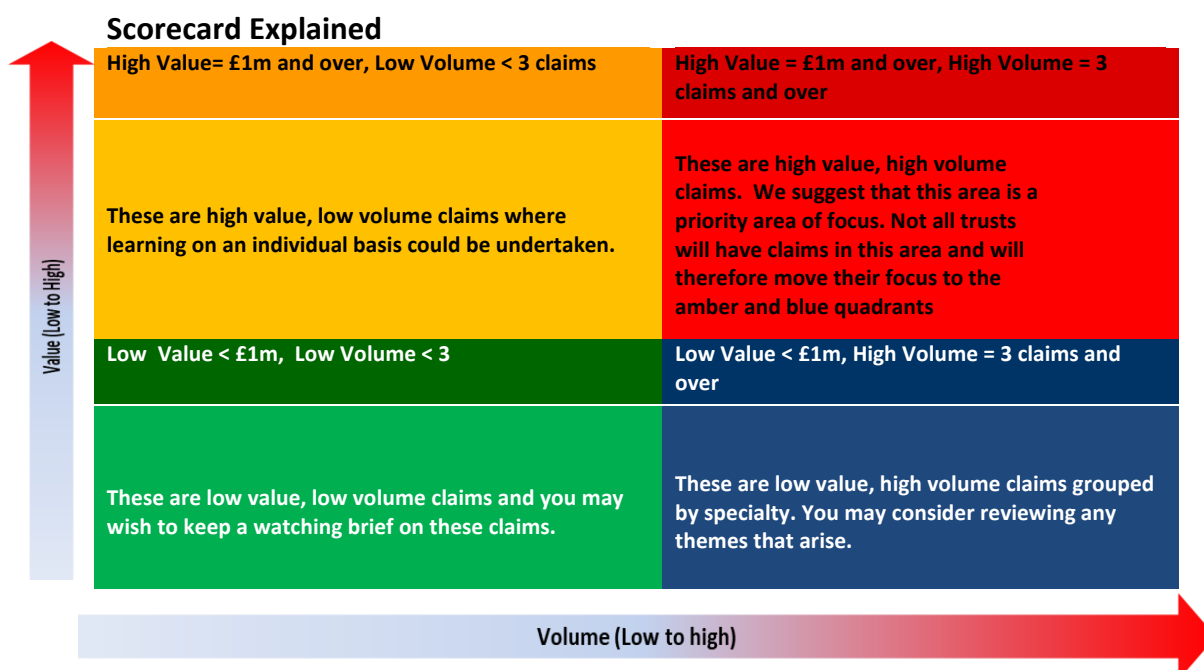 Scorecard Explained
High Value= £1m and over, Low Volume < 3 claims
High Value = £1m and over, High Volume = 3
claims and over
These are high value, low volume claims where
learning on an individual basis could be undertaken.
These are high value, high volume
claims.  We suggest that this area is a
priority area of focus. Not all trusts
will have claims in this area and will
therefore move their focus to the
amber and blue quadrants
Low  Value < £1m,  Low Volume < 3
Low Value < £1m, High Volume = 3 claims and
over
These are low value, low volume claims and you may
wish to keep a watching brief on these claims.
These are low value, high volume claims grouped
by specialty. You may consider reviewing any
themes that arise.
Value (Low to High)
Volume (Low to high)